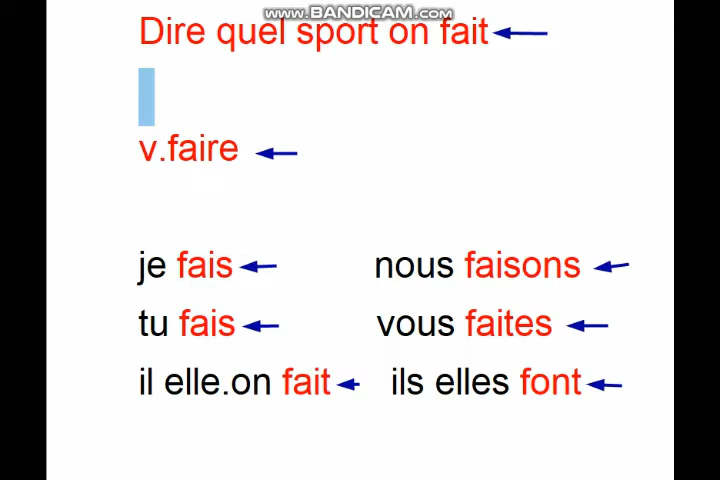 www.BANDICAM.com
Dire quel sport on fait
v.faire
je fais nous faisons
tu fais vous faites
il elle.on fait ils elles font